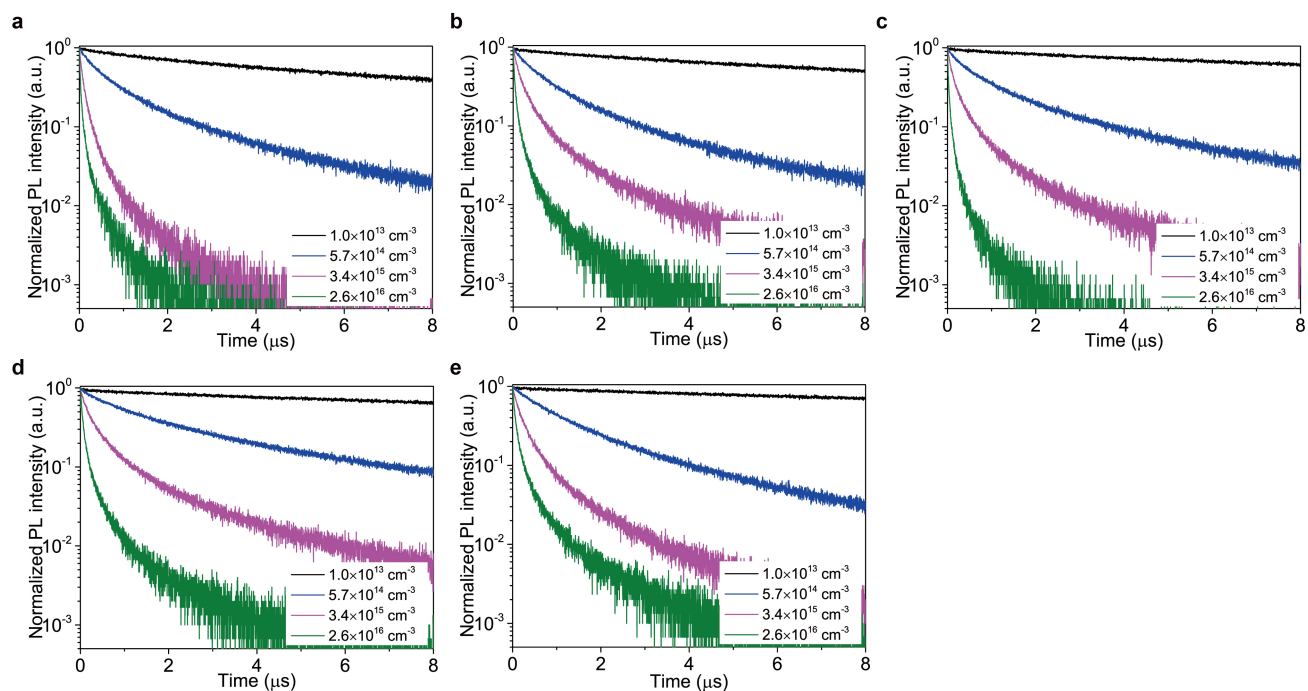 a
Normalized PL intensity (a.u.)
10⁰
10⁻¹
10⁻²
10⁻³
0 2 4 6 8
Time (μs)
1.0×10¹³ cm⁻³
5.7×10¹⁴ cm⁻³
3.4×10¹⁵ cm⁻³
2.6×10¹⁶ cm⁻³
b
Normalized PL intensity (a.u.)
10⁰
10⁻¹
10⁻²
10⁻³
0 2 4 6 8
Time (μs)
1.0×10¹³ cm⁻³
5.7×10¹⁴ cm⁻³
3.4×10¹⁵ cm⁻³
2.6×10¹⁶ cm⁻³
c
Normalized PL intensity (a.u.)
10⁰
10⁻¹
10⁻²
10⁻³
0 2 4 6 8
Time (μs)
1.0×10¹³ cm⁻³
5.7×10¹⁴ cm⁻³
3.4×10¹⁵ cm⁻³
2.6×10¹⁶ cm⁻³
d
Normalized PL intensity (a.u.)
10⁰
10⁻¹
10⁻²
10⁻³
0 2 4 6 8
Time (μs)
1.0×10¹³ cm⁻³
5.7×10¹⁴ cm⁻³
3.4×10¹⁵ cm⁻³
2.6×10¹⁶ cm⁻³
e
Normalized PL intensity (a.u.)
10⁰
10⁻¹
10⁻²
10⁻³
0 2 4 6 8
Time (μs)
1.0×10¹³ cm⁻³
5.7×10¹⁴ cm⁻³
3.4×10¹⁵ cm⁻³
2.6×10¹⁶ cm⁻³